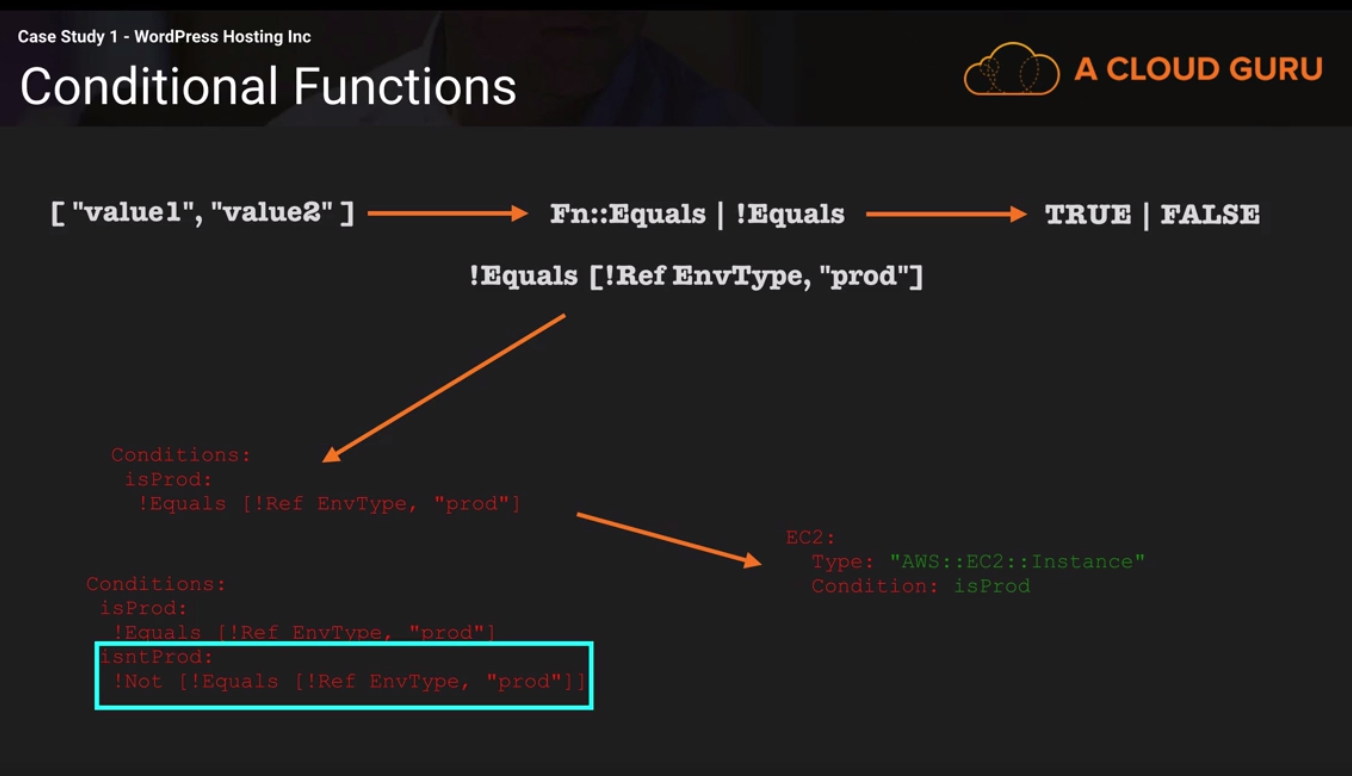 Case Study 1 - WordPress Hosting Inc
Conditional Functions
A CLOUD GURU
[ "value1", "value2" ]
Fn::Equals | !Equals
TRUE | FALSE
!Equals [!Ref EnvType, "prod"]
Conditions:
isProd:
!Equals [!Ref EnvType, "prod"]
EC2:
Type: "AWS::EC2::Instance"
Condition: isProd
Conditions:
isProd:
!Equals [!Ref EnvType, "prod"]
isntProd:
!Not [!Equals [!Ref EnvType, "prod"]]